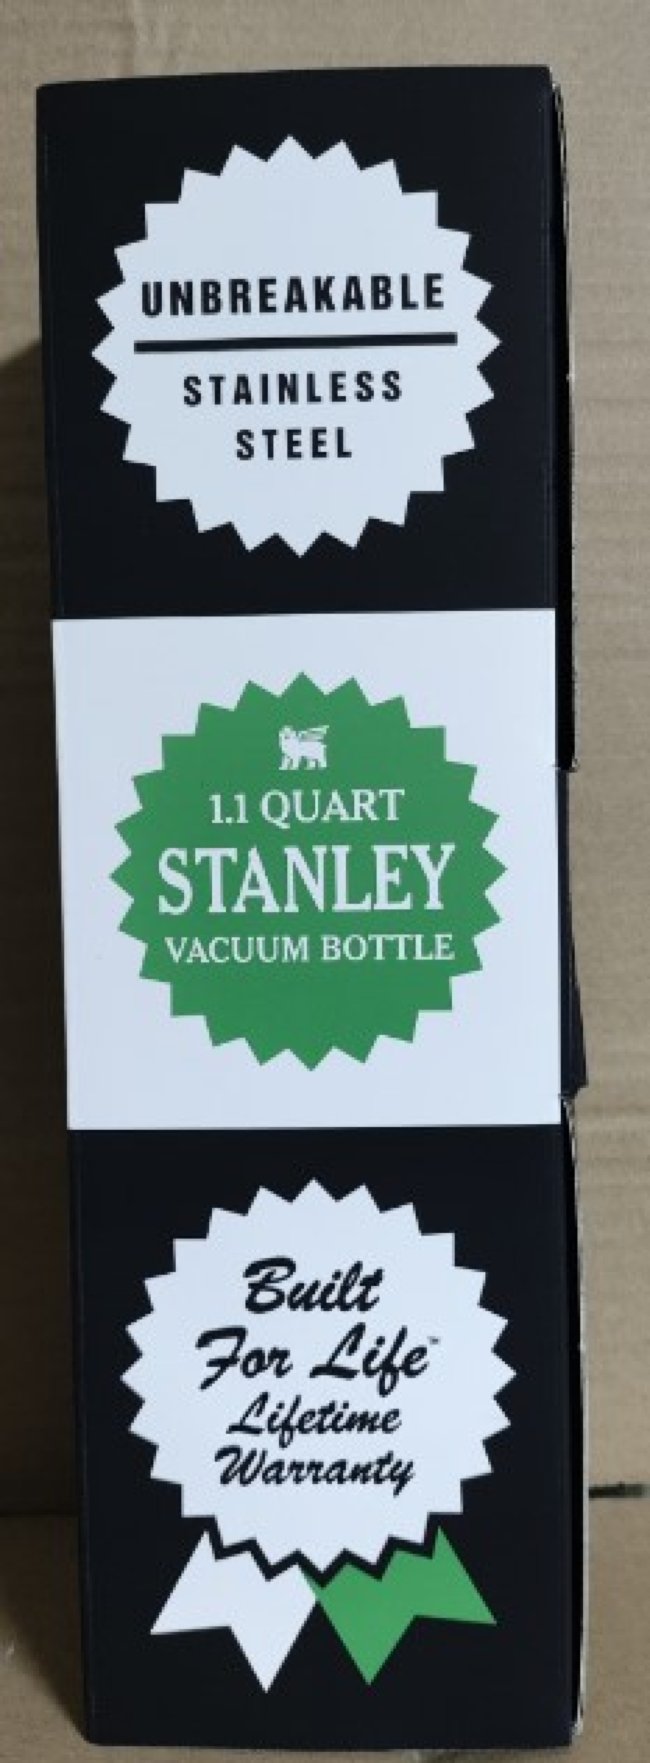 UNBREAKABLE
STAINLESS
STEEL
1.1 QUART
STANLEY
VACUUM BOTTLE
Built
For Life™
Lifetime
Warranty